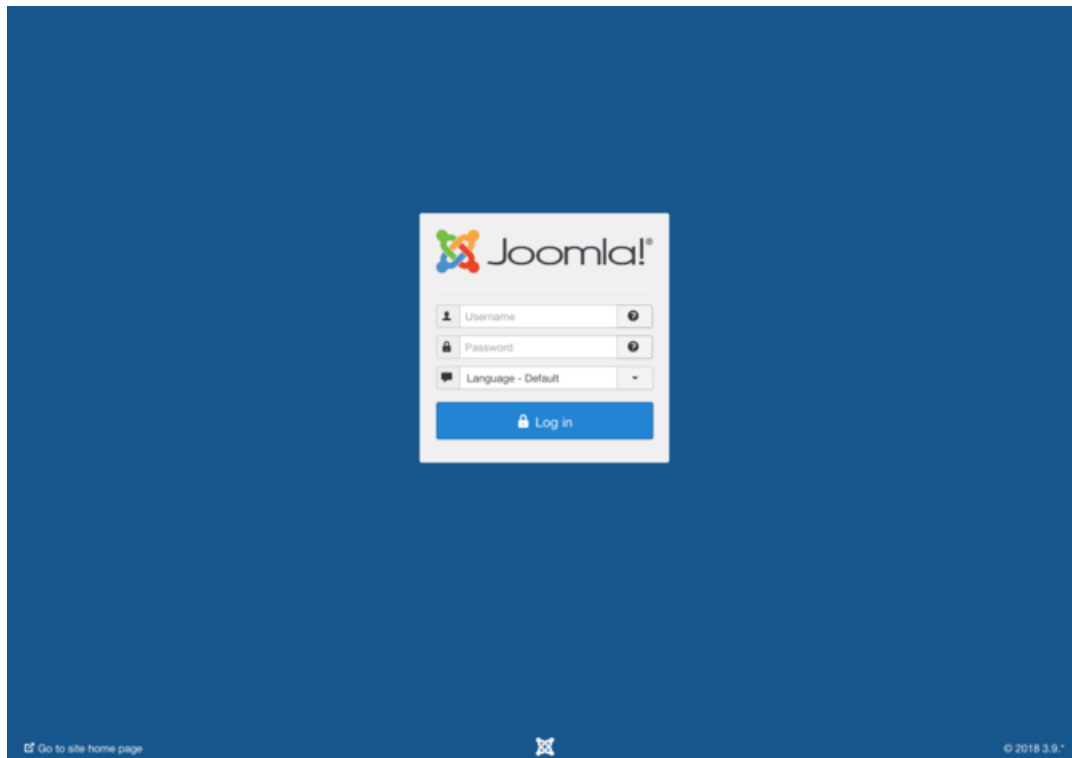 Joomla!®
Username
Password
Language - Default
Log in
Go to site home page
© 2018 3.9.*